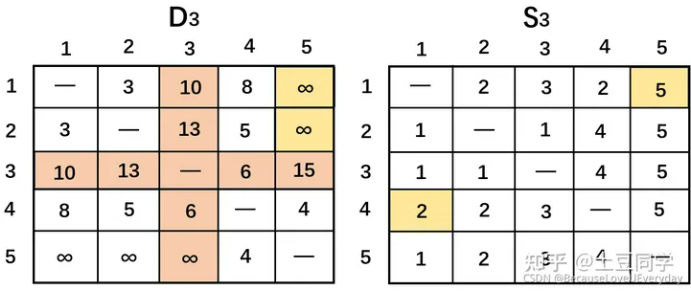 D3 S3
1 2 3 4 5 1 2 3 4 5
1 — 3 10 8 ∞ 1 — 2 3 2 5
2 3 — 13 5 ∞ 2 1 — 1 4 5
3 10 13 — 6 15 3 1 1 — 4 5
4 8 5 6 — 4 4 2 2 3 — 5
5 ∞ ∞ ∞ 4 — 5 1 2 3 4 —
知乎 @土豆同学
CSDN @BecauseLoveJEveryday